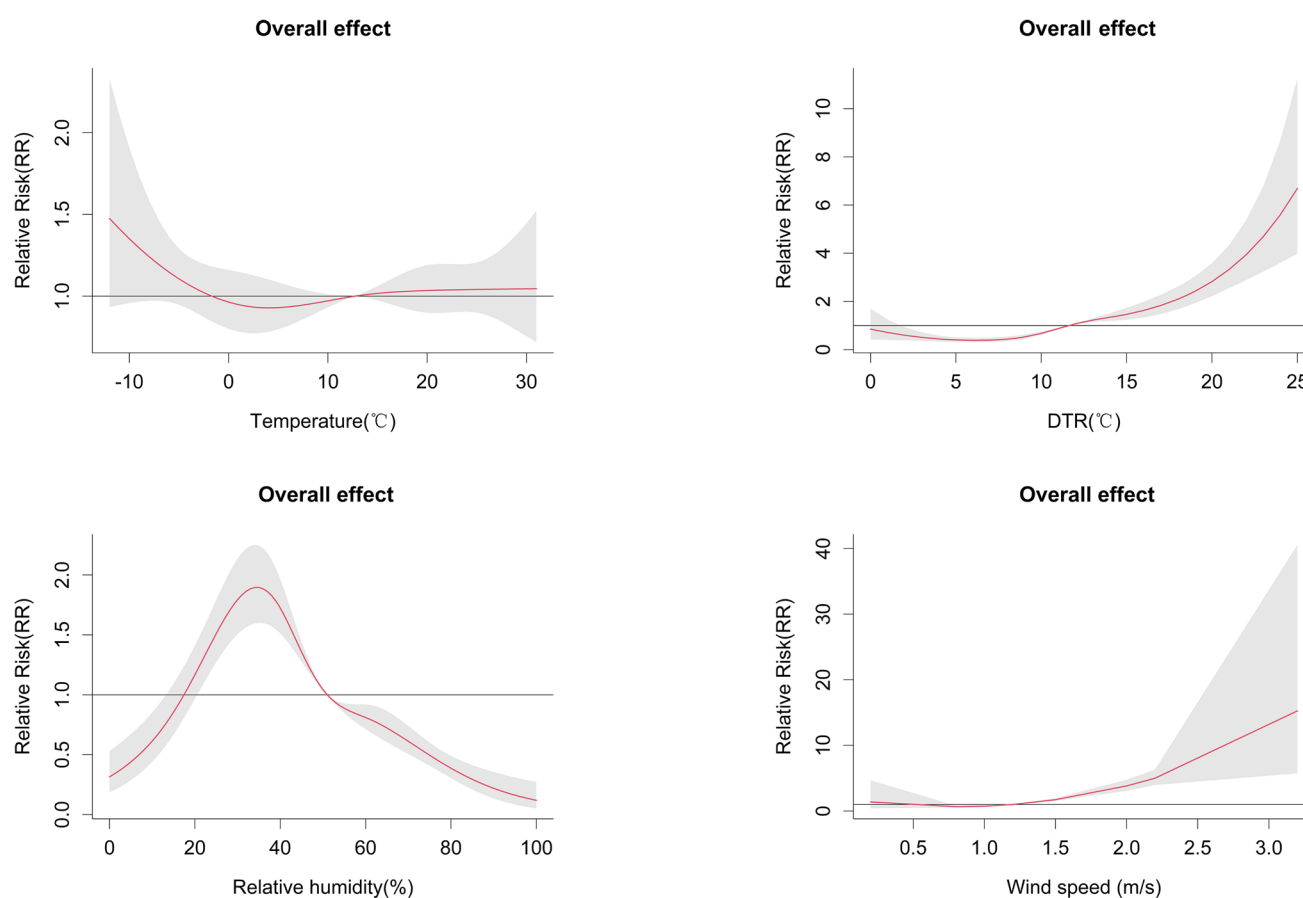 Overall effect
Relative Risk(RR)
2.0
1.5
1.0
-10 0 10 20 30
Temperature(℃)
Overall effect
Relative Risk(RR)
10
8
6
4
2
0
0 5 10 15 20 25
DTR(℃)
Overall effect
Relative Risk(RR)
2.0
1.5
1.0
0.5
0.0
0 20 40 60 80 100
Relative humidity(%)
Overall effect
Relative Risk(RR)
40
30
20
10
0
0.5 1.0 1.5 2.0 2.5 3.0
Wind speed (m/s)